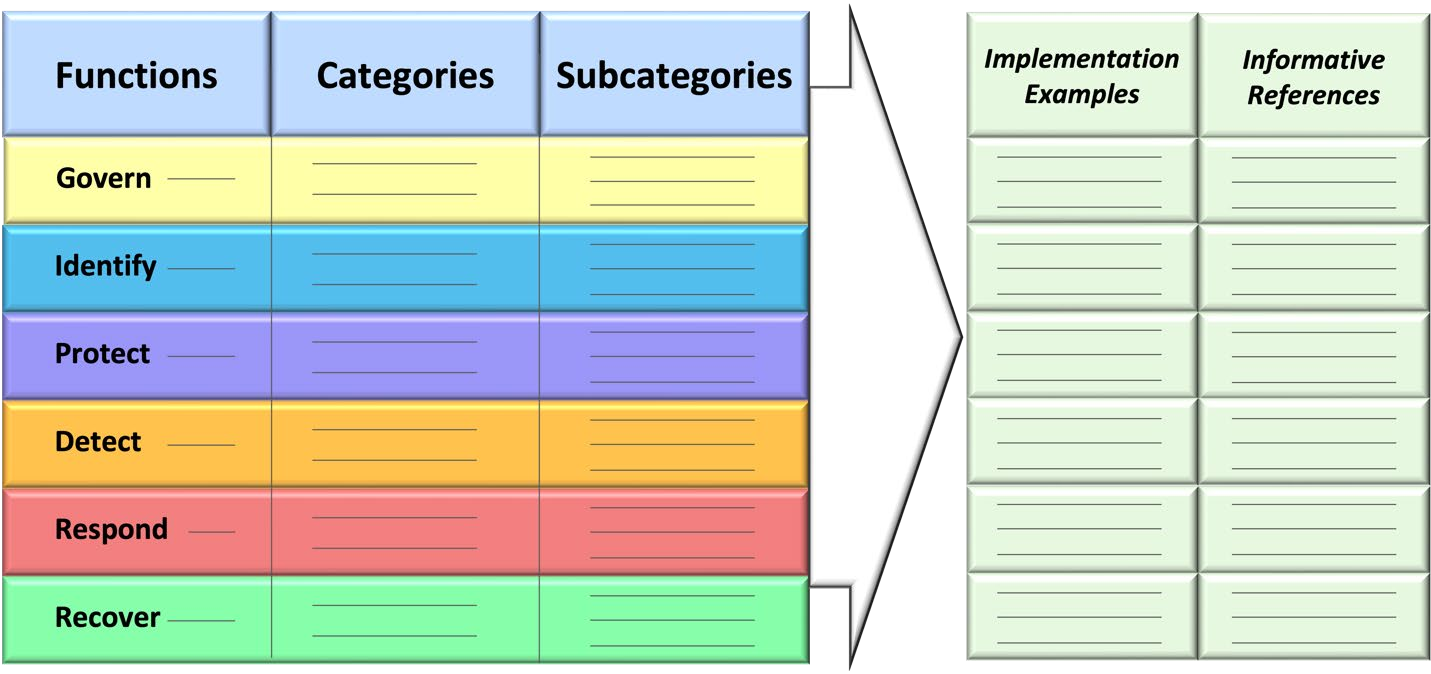 Functions
Categories
Subcategories
Implementation
Examples
Informative
References
Govern
Identify
Protect
Detect
Respond
Recover